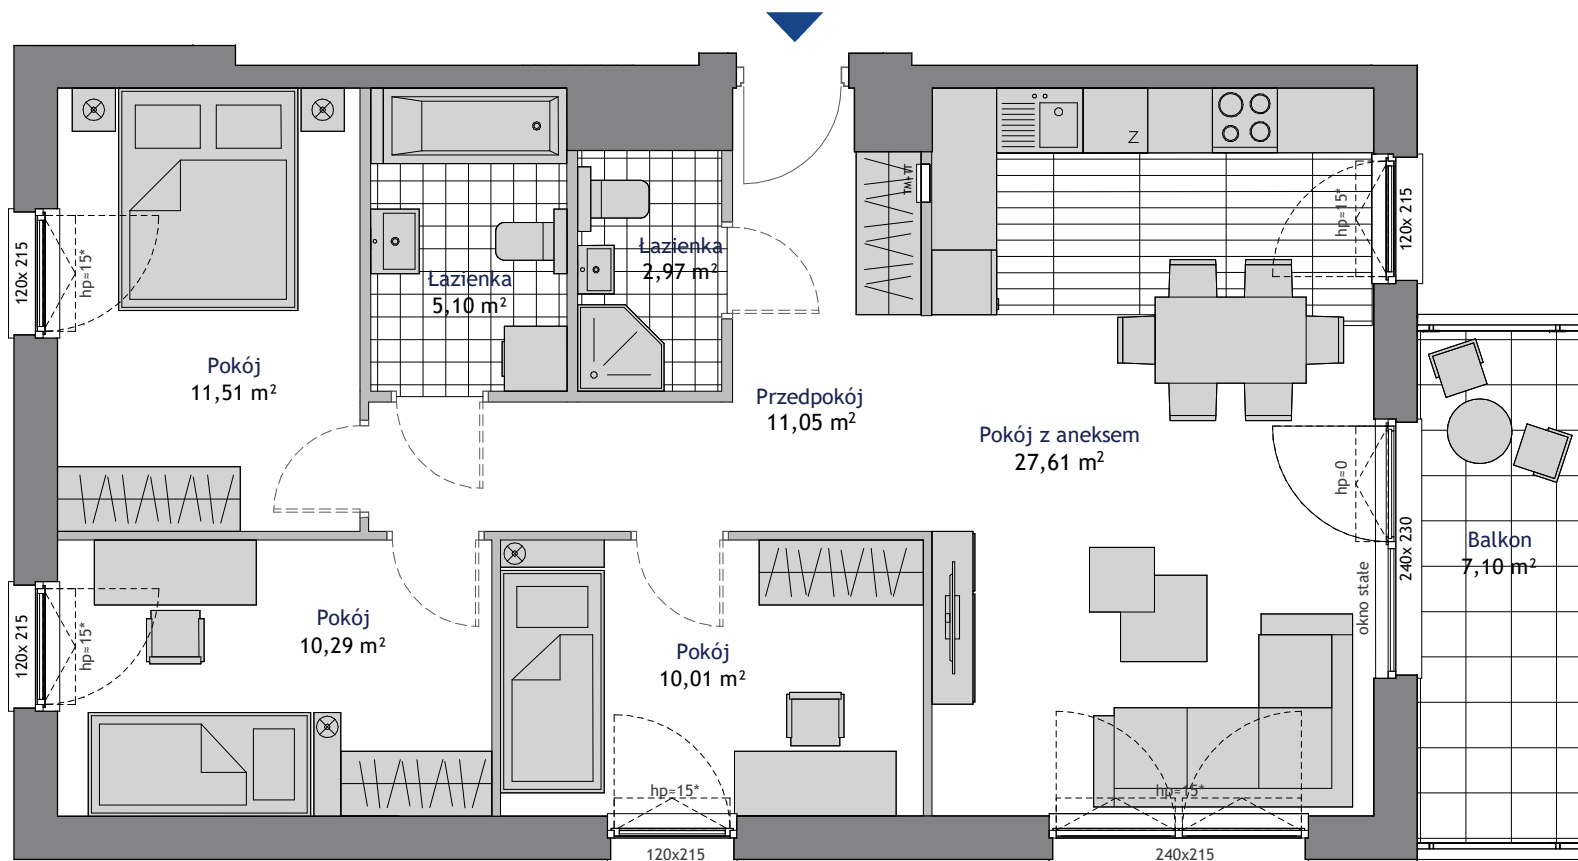 Z
TM+TT
120x 215
hp≈15*
hp≈15*
120x 215
Łazienka
2,97 m²
Łazienka
5,10 m²
Pokój
11,51 m²
Przedpokój
11,05 m²
Pokój z aneksem
27,61 m²
hp≈0
240x 230
okno stałe
Balkon
7,10 m²
120x 215
hp≈15*
Pokój
10,29 m²
Pokój
10,01 m²
hp≈15*
hp≈15*
120x215
240x215